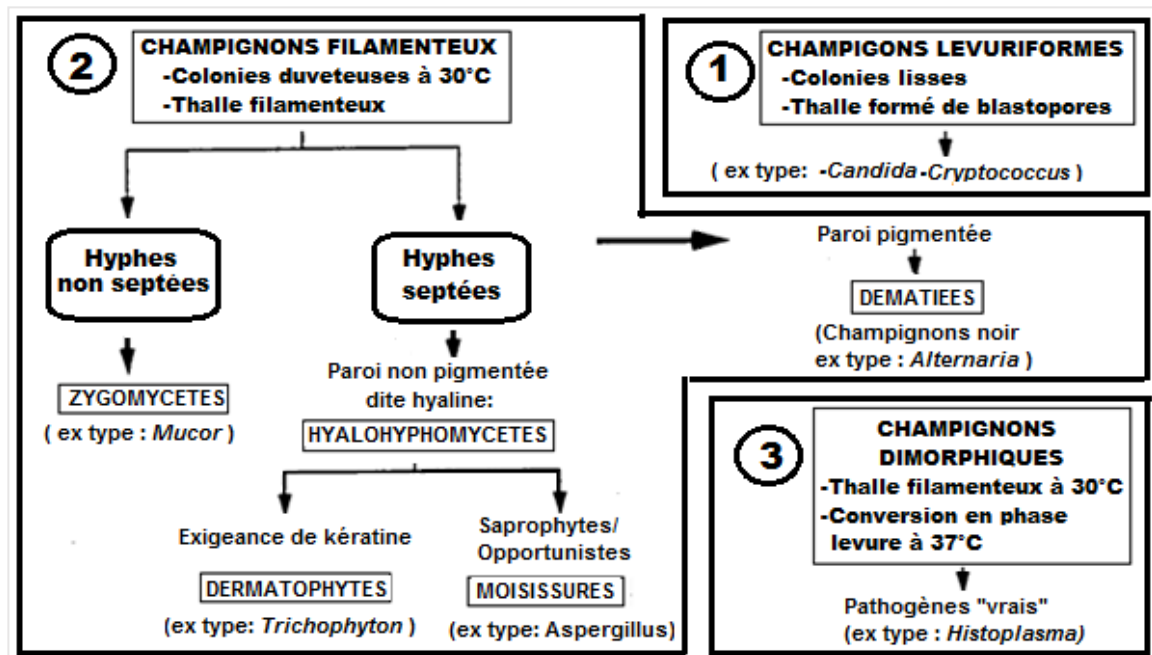 2
CHAMPIGNONS FILAMENTEUX
-Colonies duveteuses à 30°C
-Thalle filamenteux
Hyphes
non septées
ZYGOMYCETES
( ex type : Mucor )
Hyphes
septées
Paroi non pigmentée
dite hyaline:
HYALOHYPHOMYCETES
Exigeance de kératine
DERMATOPHYTES
(ex type: Trichophyton )
Saprophytes/
Opportunistes
MOISISSURES
(ex type: Aspergillus)
Paroi pigmentée
DEMATIEES
(Champignons noir
ex type : Alternaria )
1
CHAMPIGONS LEVURIFORMES
-Colonies lisses
-Thalle formé de blastopores
( ex type: -Candida-Cryptococcus )
3
CHAMPIGNONS
DIMORPHIQUES
-Thalle filamenteux à 30°C
-Conversion en phase
levure à 37°C
Pathogènes "vrais"
(ex type : Histoplasma)